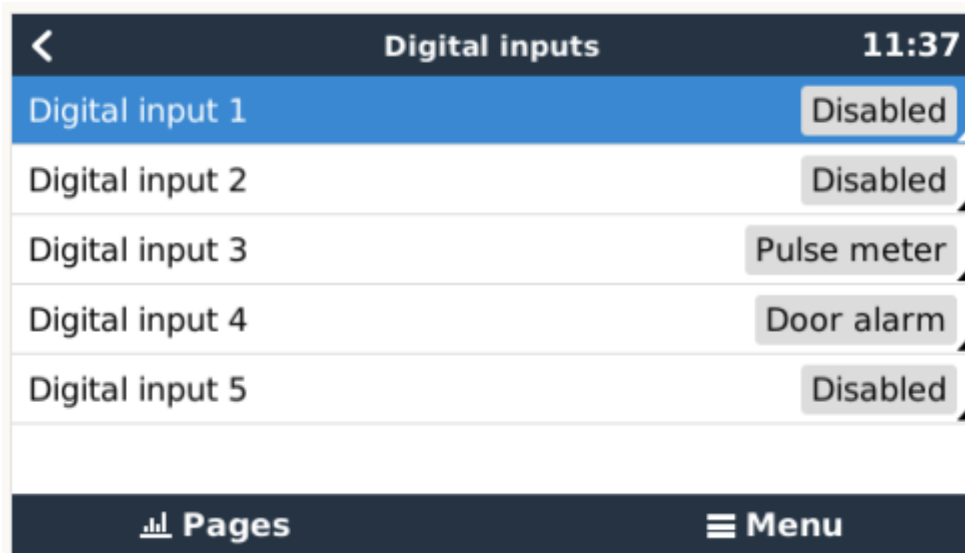 Digital inputs 11:37
Digital input 1 Disabled
Digital input 2 Disabled
Digital input 3 Pulse meter
Digital input 4 Door alarm
Digital input 5 Disabled
Pages Menu